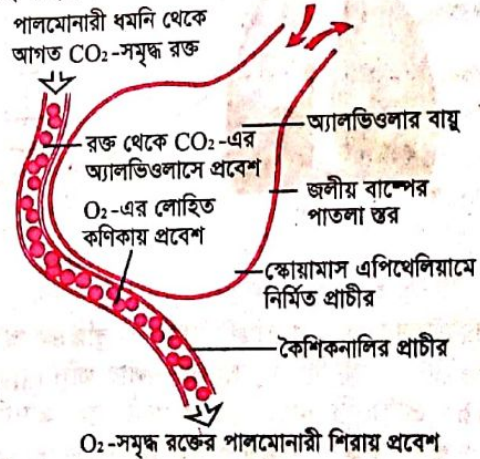 পালমোনারী ধমনি থেকে
আগত CO₂-সমৃদ্ধ রক্ত
অ্যালভিওলার বায়ু
রক্ত থেকে CO₂-এর
অ্যালভিওলাসে প্রবেশ
জলীয় বাষ্পের
পাতলা স্তর
O₂-এর লোহিত
কণিকায় প্রবেশ
স্কোয়ামাস এপিথেলিয়ামে
নির্মিত প্রাচীর
কৈশিকনালির প্রাচীর
O₂-সমৃদ্ধ রক্তের পালমোনারী শিরায় প্রবেশ